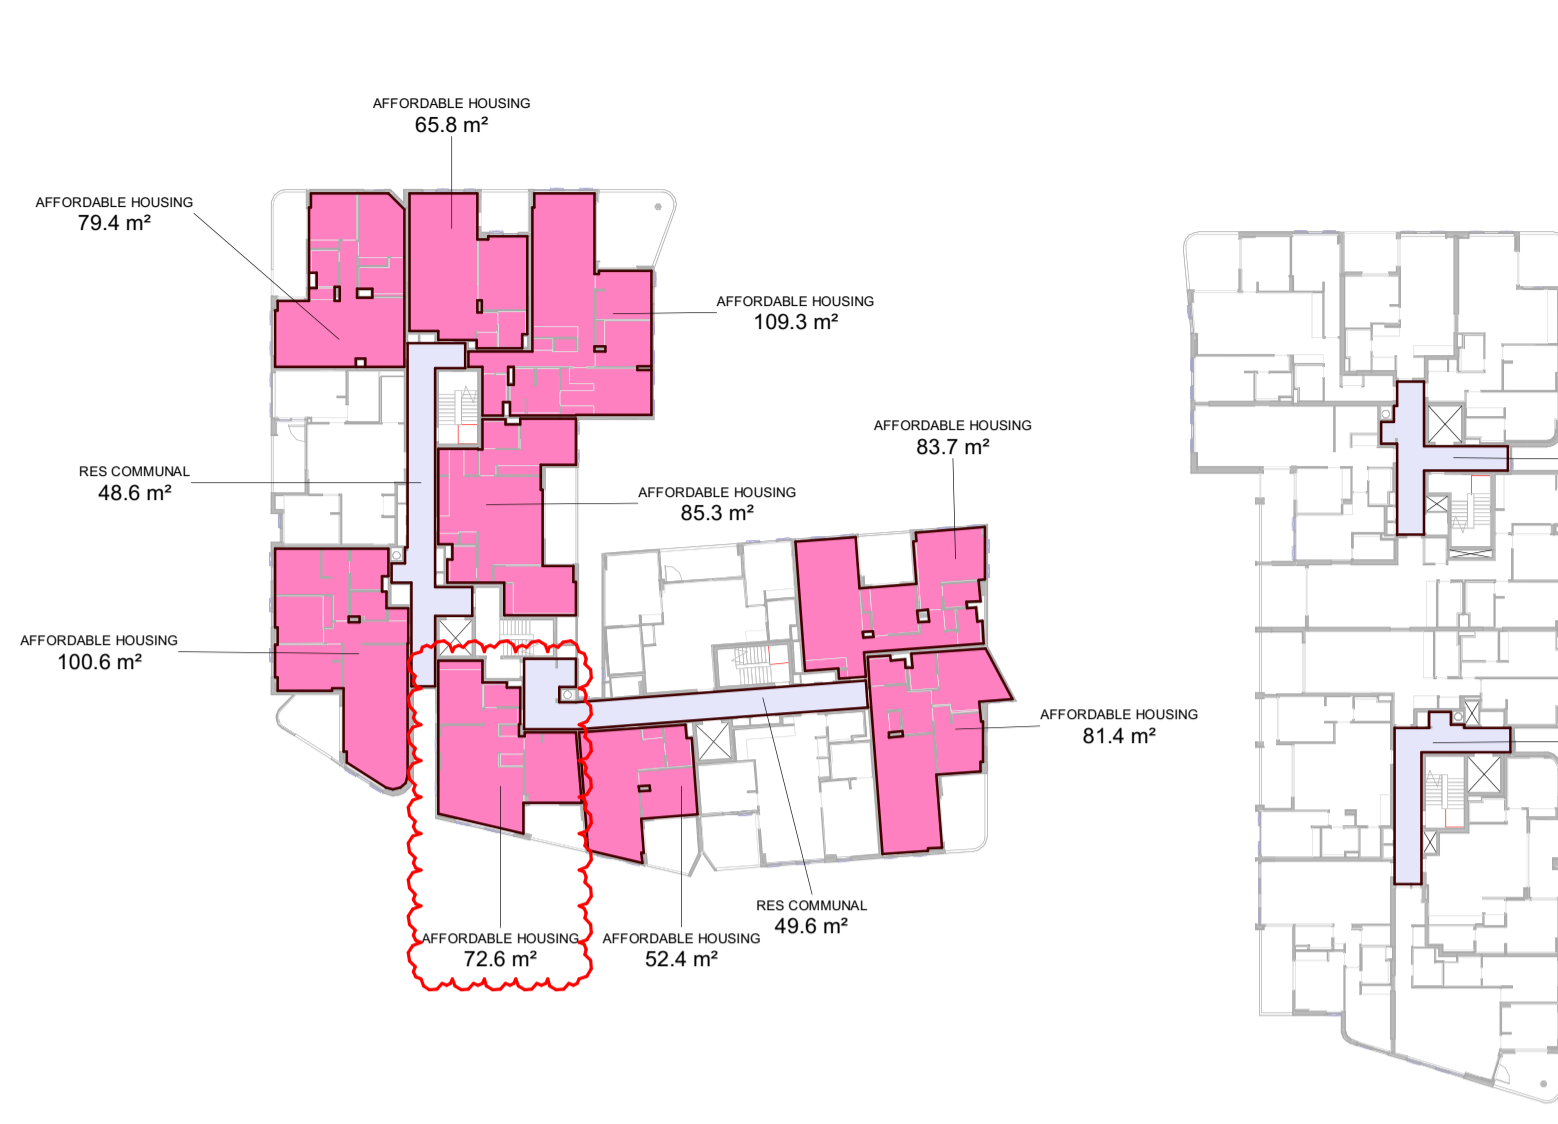 AFFORDABLE HOUSING
65.8 m²
AFFORDABLE HOUSING
79.4 m²
AFFORDABLE HOUSING
109.3 m²
AFFORDABLE HOUSING
83.7 m²
RES COMMUNAL
48.6 m²
AFFORDABLE HOUSING
85.3 m²
AFFORDABLE HOUSING
100.6 m²
AFFORDABLE HOUSING
81.4 m²
RES COMMUNAL
49.6 m²
AFFORDABLE HOUSING
72.6 m²
AFFORDABLE HOUSING
52.4 m²